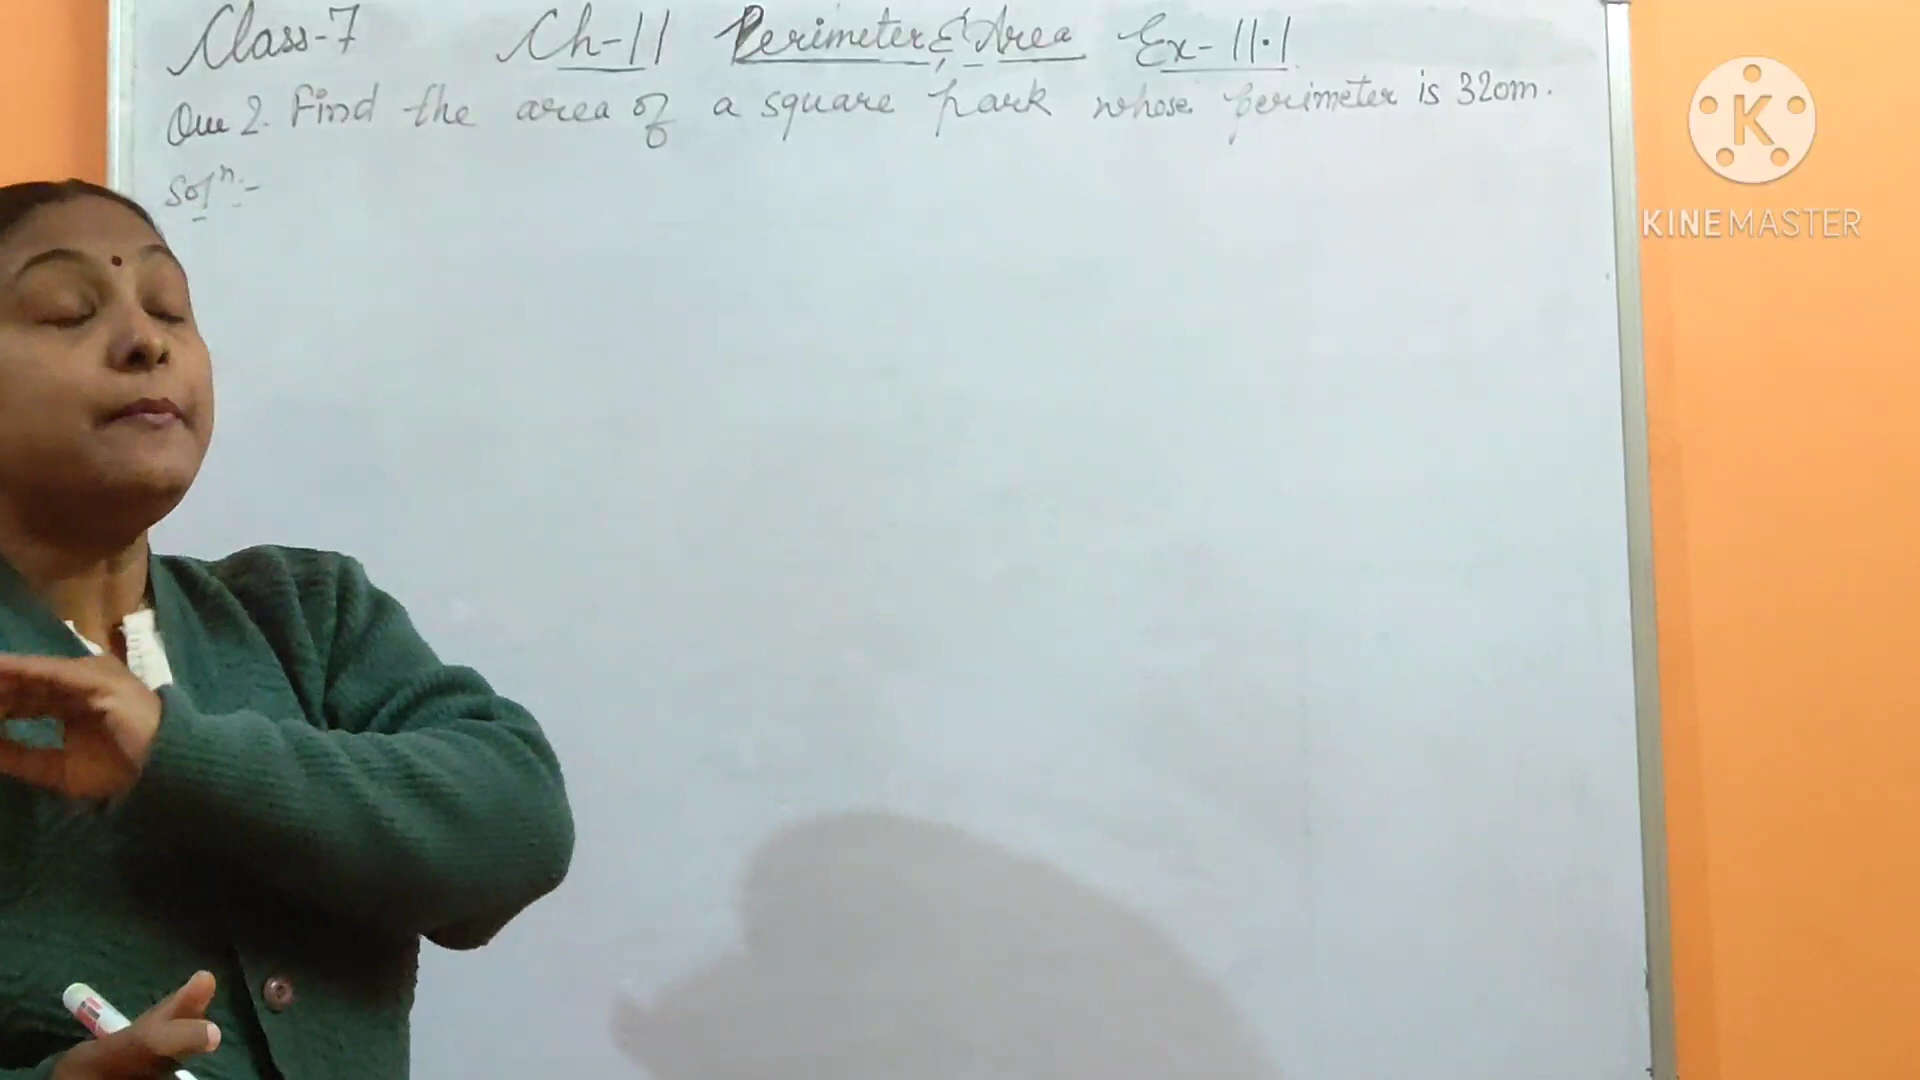 Class-7 Ch-11 Perimeter & Area Ex-11.1
Que 2. Find the area of a square park whose perimeter is 320m.
Solⁿ:-
K
KINEMASTER